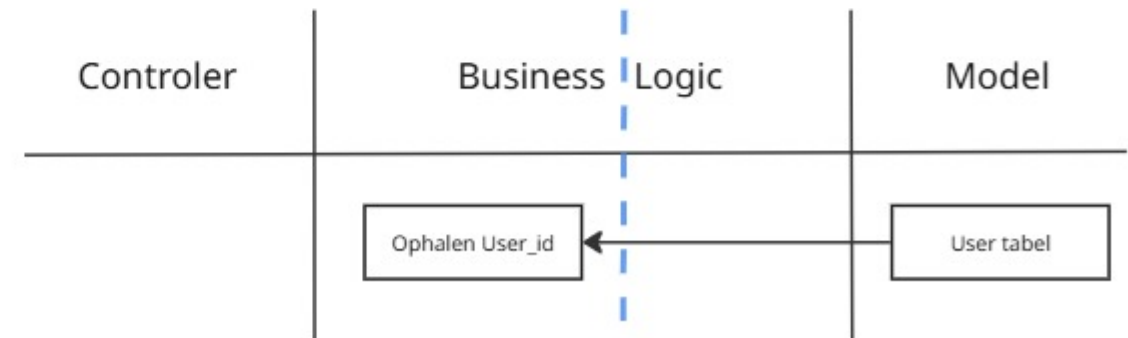 Controler
Business Logic
Model
Ophalen User_id
User tabel